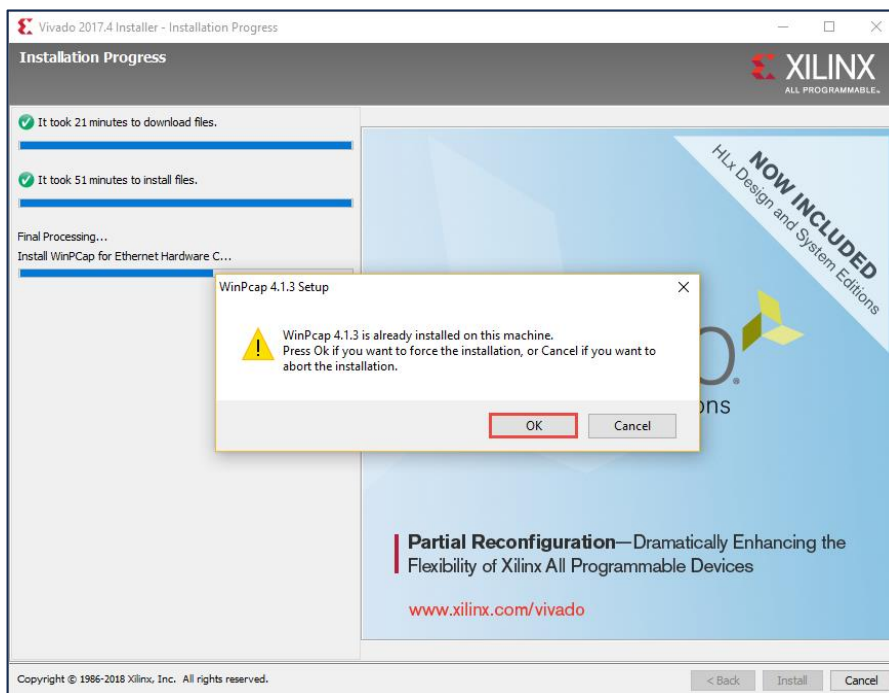 Vivado 2017.4 Installer - Installation Progress
Installation Progress
XILINX
ALL PROGRAMMABLE.
It took 21 minutes to download files.
It took 51 minutes to install files.
Final Processing...
Install WinPCap for Ethernet Hardware C...
NOW INCLUDED
HLx Design and System Editions
WinPcap 4.1.3 Setup
WinPcap 4.1.3 is already installed on this machine.
Press Ok if you want to force the installation, or Cancel if you want to
abort the installation.
OK
Cancel
Partial Reconfiguration—Dramatically Enhancing the
Flexibility of Xilinx All Programmable Devices
www.xilinx.com/vivado
Copyright © 1986-2018 Xilinx, Inc. All rights reserved.
< Back
Install
Cancel